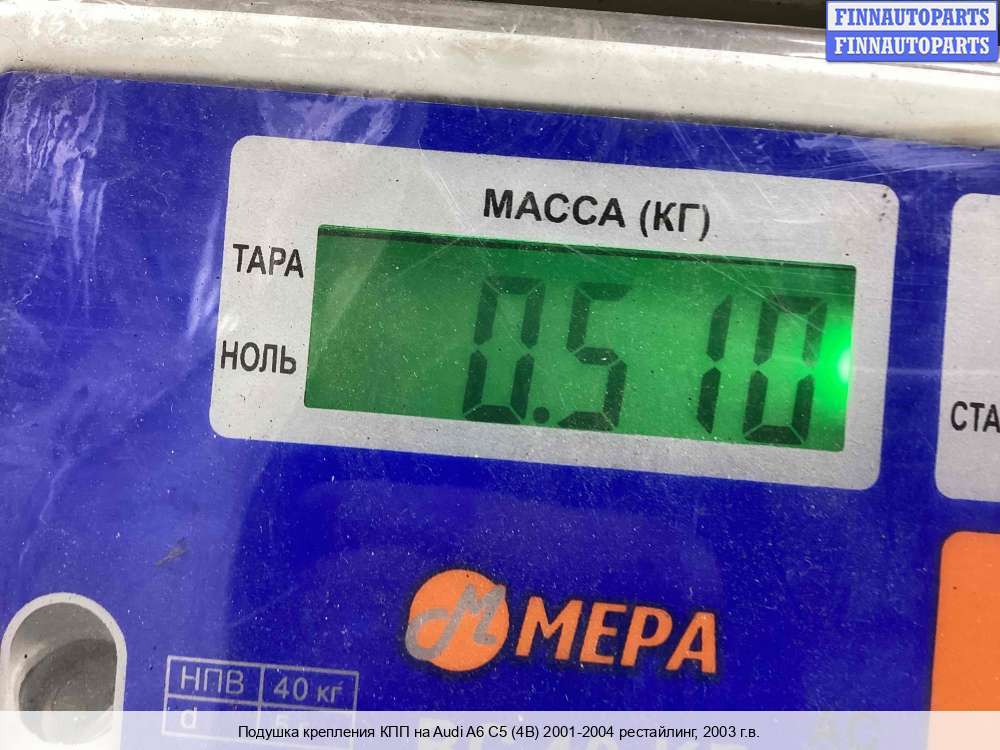 FINNAUTOPARTS
FINNAUTOPARTS
МАССА (КГ)
ТАРА
0.510
НОЛЬ
СТА
М МЕРА
НПВ 40 кг
d 5 г
Подушка крепления КПП на Audi A6 C5 (4B) 2001-2004 рестайлинг, 2003 г.в.